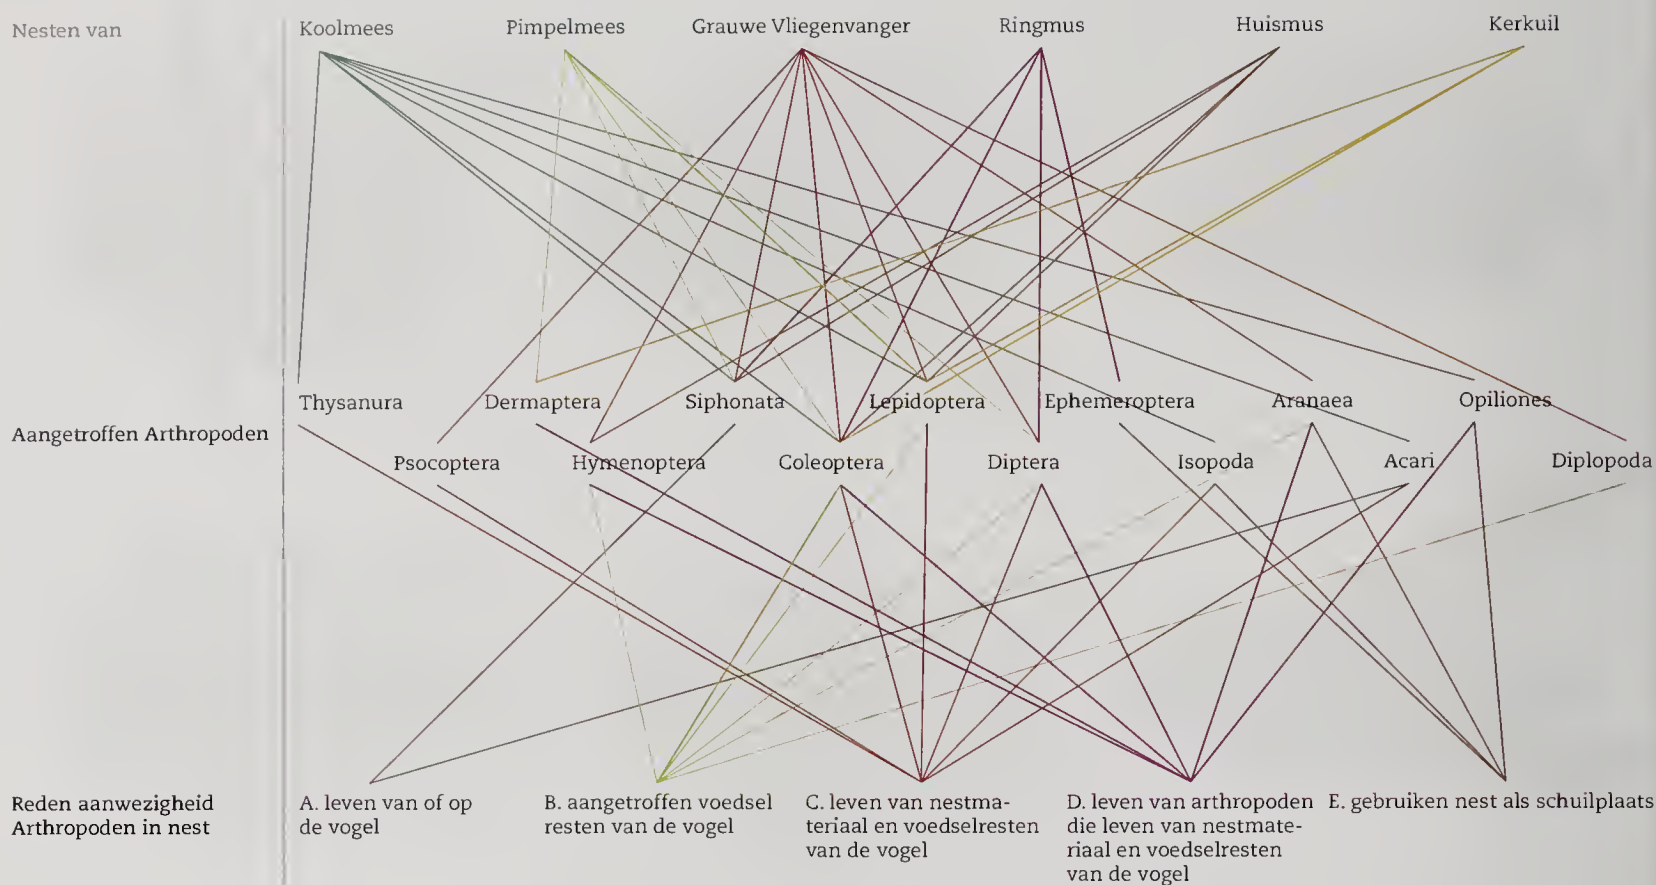 Nesten van
Koolmees
Pimpelmees
Grauwe Vliegenvanger
Ringmus
Huismus
Kerkuil
Aangetroffen Arthropoden
Thysanura
Dermaptera
Siphonata
Lepidoptera
Ephemeroptera
Aranaea
Opiliones
Psocoptera
Hymenoptera
Coleoptera
Diptera
Isopoda
Acari
Diplopoda
Reden aanwezigheid
Arthropoden in nest
A. leven van of op
de vogel
B. aangetroffen voedsel
resten van de vogel
C. leven van nestma-
teriaal en voedselresten
van de vogel
D. leven van arthropoden
die leven van nestmate-
riaal en voedselresten
van de vogel
E. gebruiken nest als schuilplaats